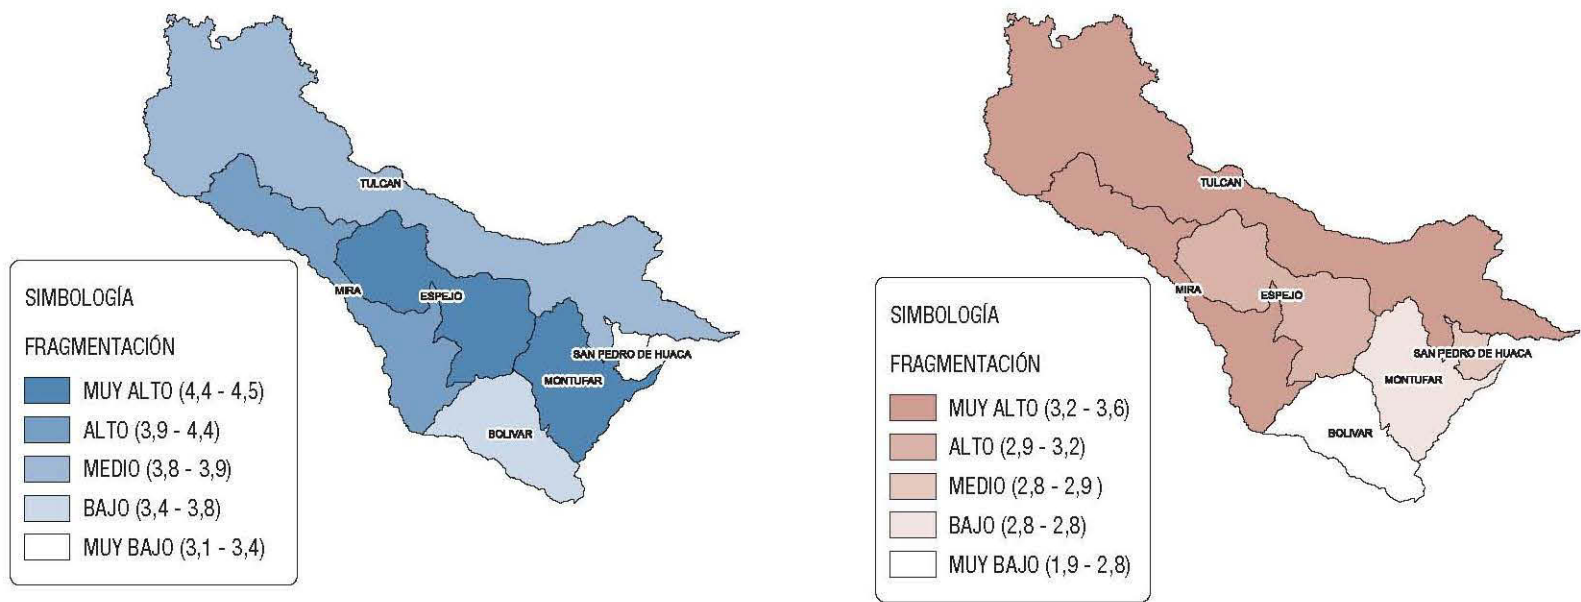 TULCAN
MIRA
ESPEJO
SAN PEDRO DE HUACA
MONTUFAR
BOLIVAR
SIMBOLOGÍA
FRAGMENTACIÓN
MUY ALTO (4,4 - 4,5)
ALTO (3,9 - 4,4)
MEDIO (3,8 - 3,9)
BAJO (3,4 - 3,8)
MUY BAJO (3,1 - 3,4)
TULCAN
MIRA
ESPEJO
SAN PEDRO DE HUACA
MONTUFAR
BOLIVAR
SIMBOLOGÍA
FRAGMENTACIÓN
MUY ALTO (3,2 - 3,6)
ALTO (2,9 - 3,2)
MEDIO (2,8 - 2,9 )
BAJO (2,8 - 2,8)
MUY BAJO (1,9 - 2,8)